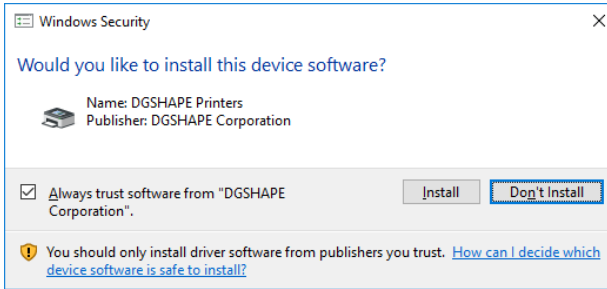 Windows Security
Would you like to install this device software?
Name: DGSHAPE Printers
Publisher: DGSHAPE Corporation
Always trust software from "DGSHAPE
Corporation".
Install
Don't Install
You should only install driver software from publishers you trust. How can I decide which
device software is safe to install?